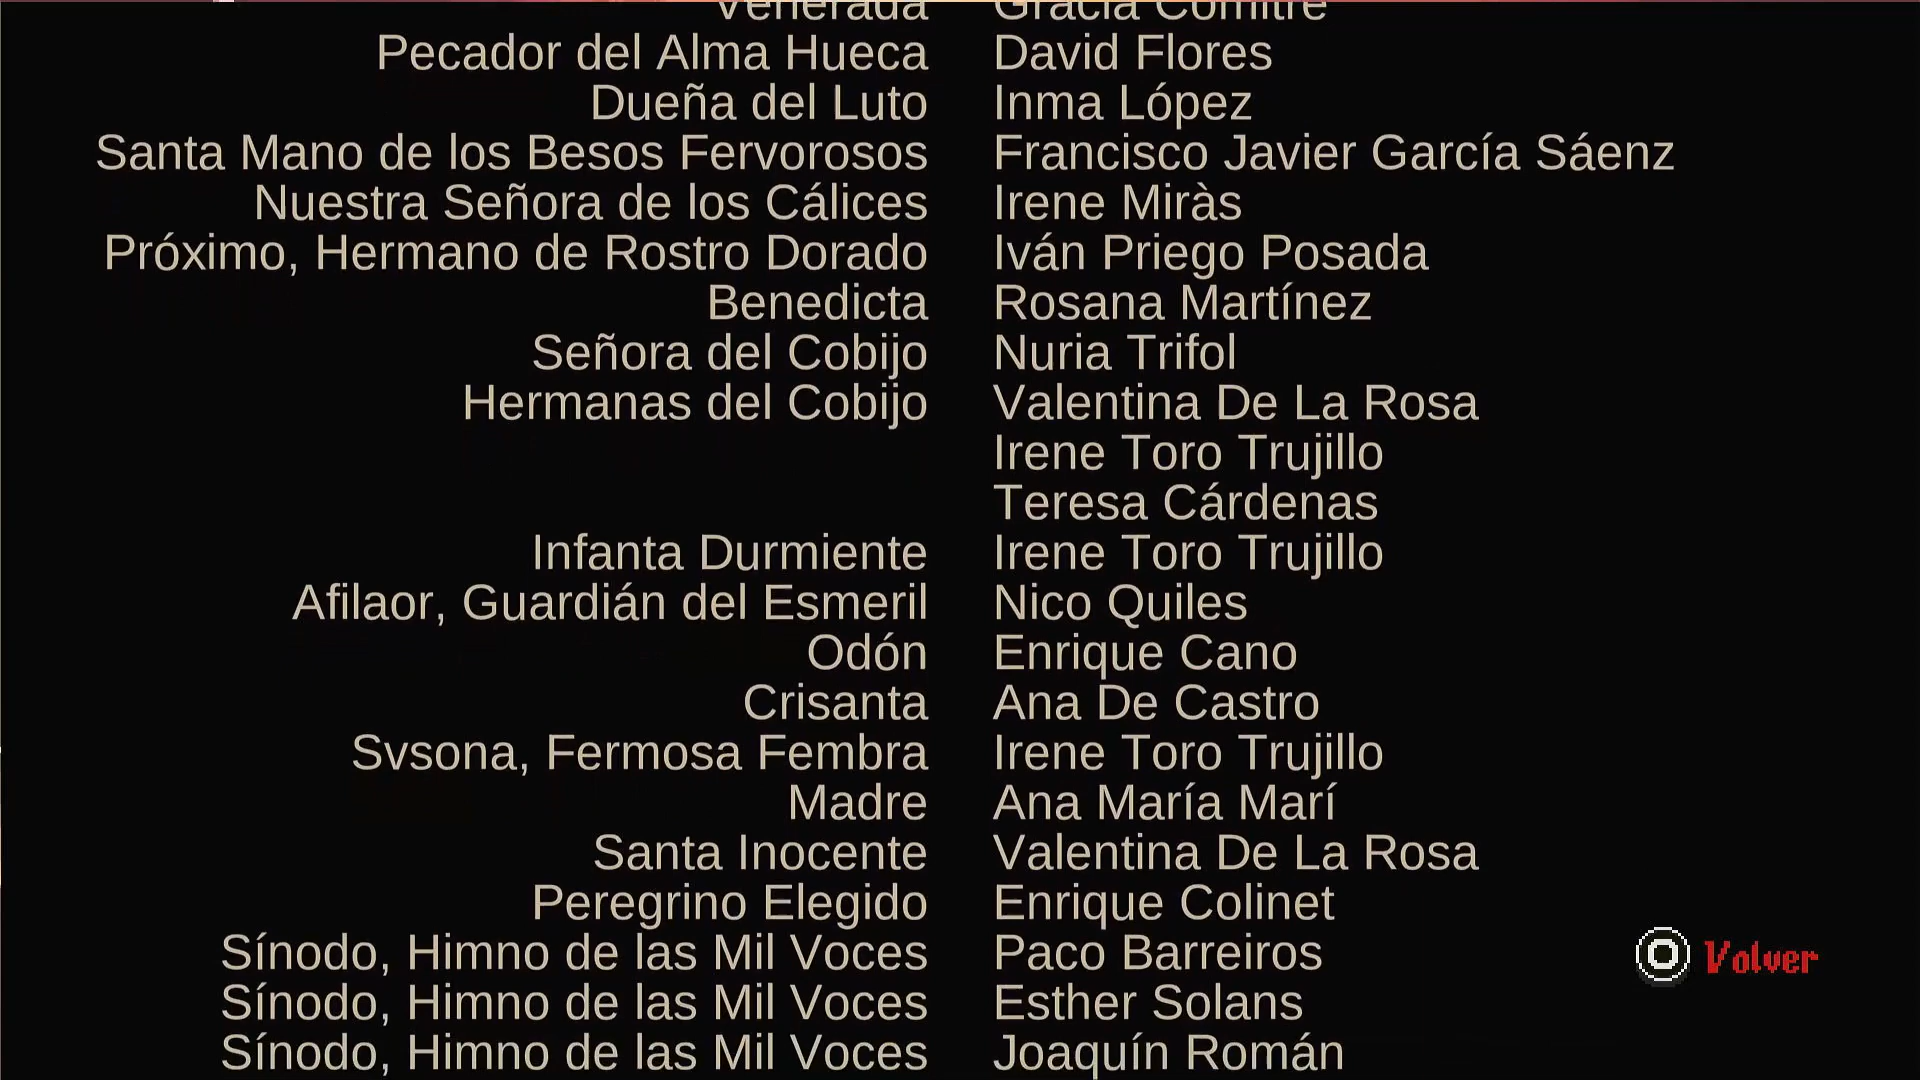 Venerada Gracia Comitre
Pecador del Alma Hueca David Flores
Dueña del Luto Inma López
Santa Mano de los Besos Fervorosos Francisco Javier García Sáenz
Nuestra Señora de los Cálices Irene Miràs
Próximo, Hermano de Rostro Dorado Iván Priego Posada
Benedicta Rosana Martínez
Señora del Cobijo Nuria Trifol
Hermanas del Cobijo Valentina De La Rosa
Irene Toro Trujillo
Teresa Cárdenas
Infanta Durmiente Irene Toro Trujillo
Afilaor, Guardián del Esmeril Nico Quiles
Odón Enrique Cano
Crisanta Ana De Castro
Svsona, Fermosa Fembra Irene Toro Trujillo
Madre Ana María Marí
Santa Inocente Valentina De La Rosa
Peregrino Elegido Enrique Colinet
Sínodo, Himno de las Mil Voces Paco Barreiros
Volver
Sínodo, Himno de las Mil Voces Esther Solans
Sínodo, Himno de las Mil Voces Joaquín Román